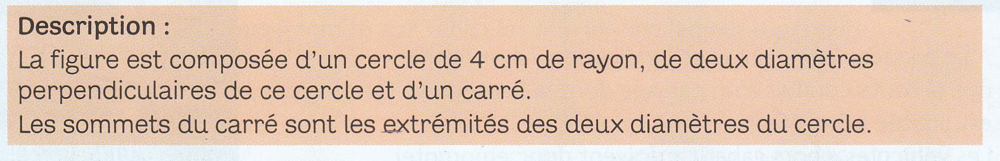 Description :
La figure est composée d'un cercle de 4 cm de rayon, de deux diamètres
perpendiculaires de ce cercle et d'un carré.
Les sommets du carré sont les extrémités des deux diamètres du cercle.